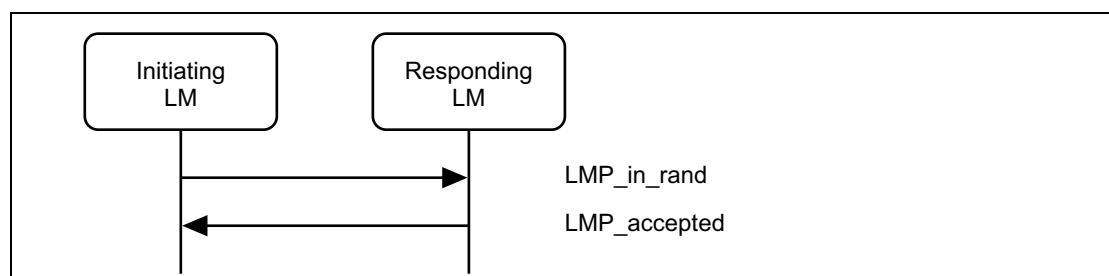 Initiating
LM
Responding
LM
LMP_in_rand
LMP_accepted